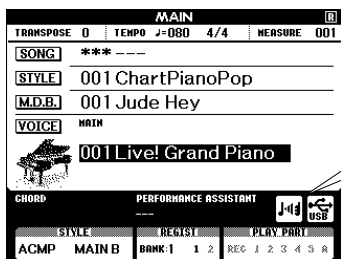 MAIN R
TRANSPOSE 0 TEMPO ♩=080 4/4 MEASURE 001
SONG *** ---
STYLE 001 ChartPianoPop
M.D.B. 001 Jude Hey
VOICE MAIN
001 Live! Grand Piano
CHORD PERFORMANCE ASSISTANT
---
USB
STYLE REGIST PLAY PART
ACMP MAIN B BANK:1 1 2 REC 1 2 3 4 5 A